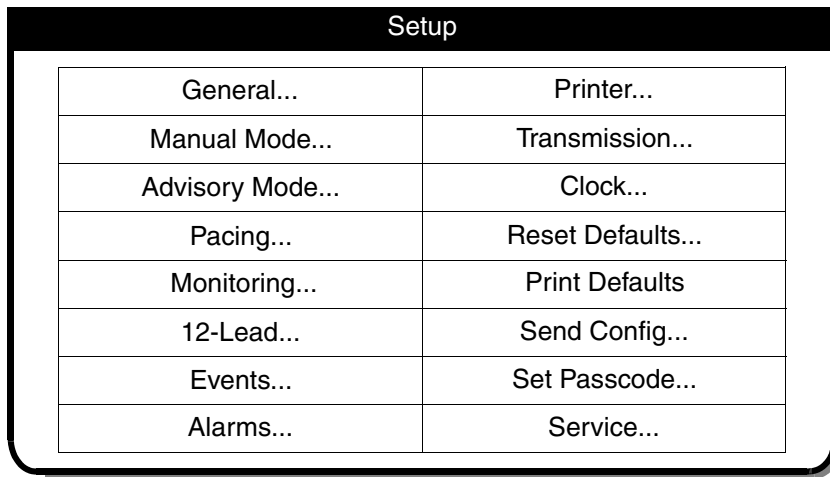 Setup
General... Printer...
Manual Mode... Transmission...
Advisory Mode... Clock...
Pacing... Reset Defaults...
Monitoring... Print Defaults
12-Lead... Send Config...
Events... Set Passcode...
Alarms... Service...